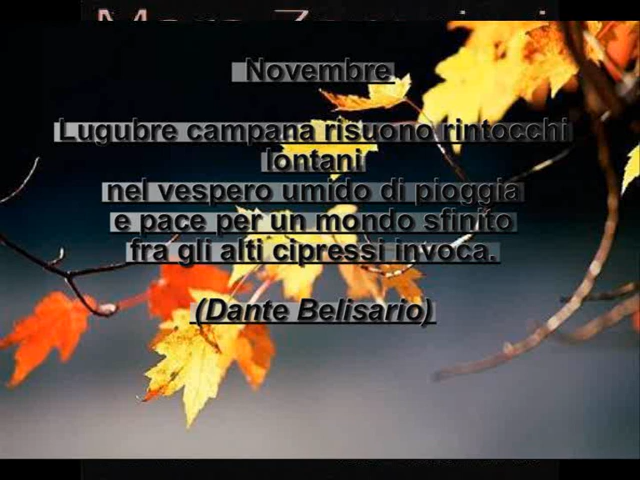 Novembre
Lugubre campana risuono rintocchi
lontani
nel vespero umido di pioggia
e pace per un mondo sfinito
fra gli alti cipressi invoca.
(Dante Belisario)